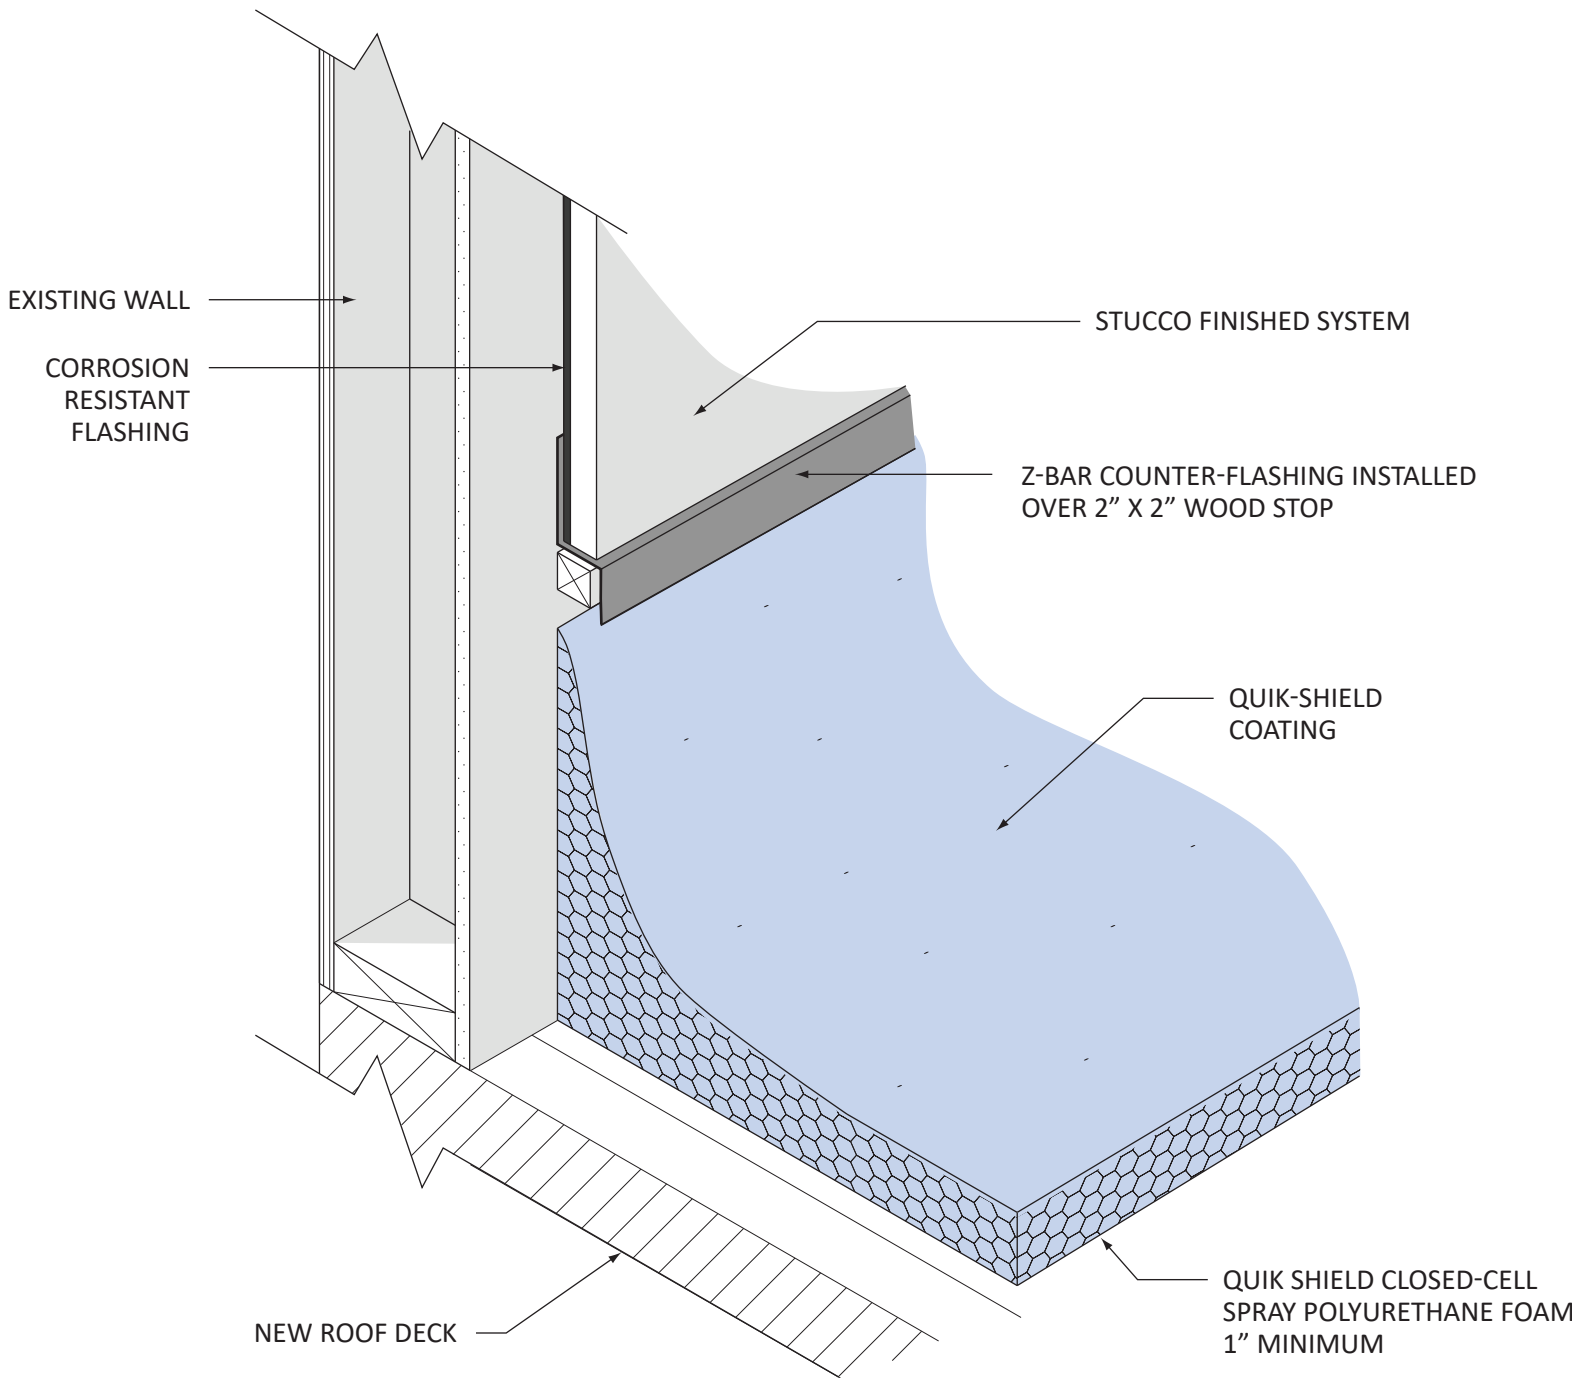 EXISTING WALL
CORROSION
RESISTANT
FLASHING
STUCCO FINISHED SYSTEM
Z-BAR COUNTER-FLASHING INSTALLED
OVER 2” X 2” WOOD STOP
QUIK-SHIELD
COATING
QUIK SHIELD CLOSED-CELL
SPRAY POLYURETHANE FOAM
1” MINIMUM
NEW ROOF DECK